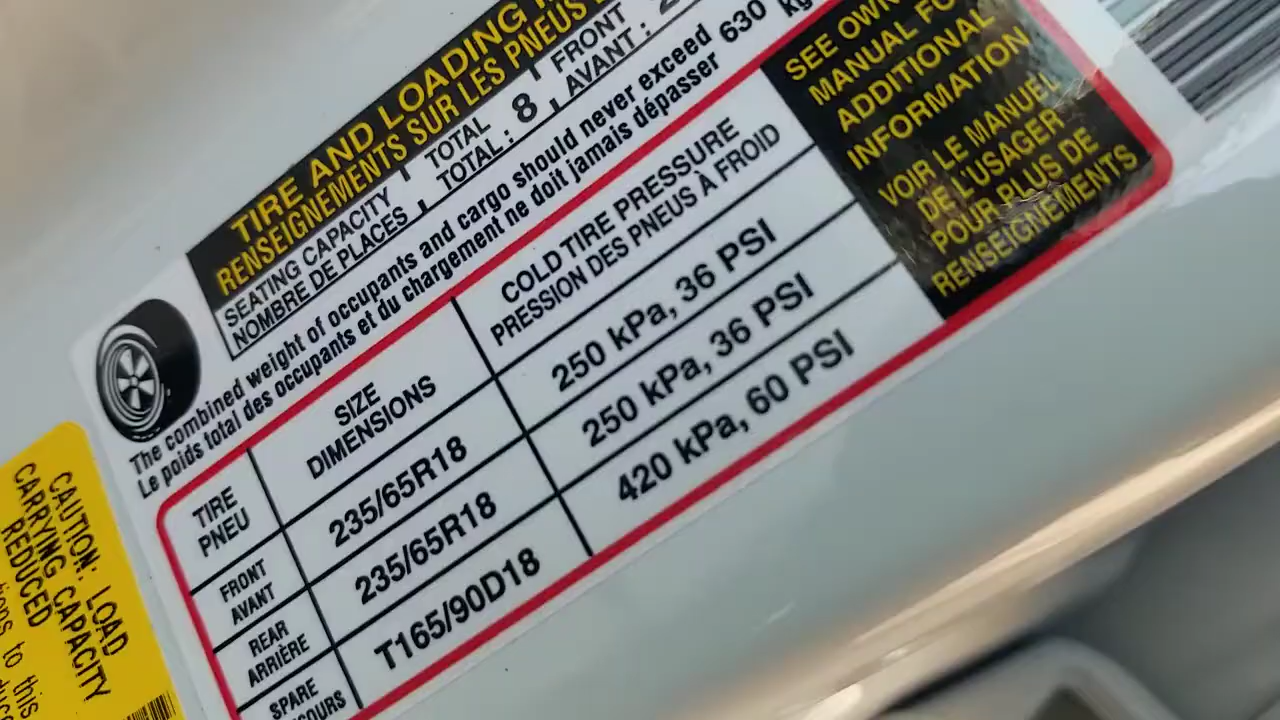 TIRE AND LOADING
RENSEIGNEMENTS SUR LES PNEUS
SEATING CAPACITY | TOTAL | FRONT
NOMBRE DE PLACES | TOTAL : 8 | AVANT :
The combined weight of occupants and cargo should never exceed 630 kg
Le poids total des occupants et du chargement ne doit jamais dépasser
TIRE
PNEU
SIZE
DIMENSIONS
COLD TIRE PRESSURE
PRESSION DES PNEUS À FROID
FRONT
AVANT
235/65R18
250 kPa, 36 PSI
REAR
ARRIÈRE
235/65R18
250 kPa, 36 PSI
SPARE
T165/90D18
420 kPa, 60 PSI
SEE
MANUAL
ADDITIONAL
INFORMATION
VOIR LE MANUEL
DE L'USAGER
POUR PLUS DE
RENSEIGNEMENTS
CAUTION: LOAD
CARRYING CAPACITY
REDUCED
to this